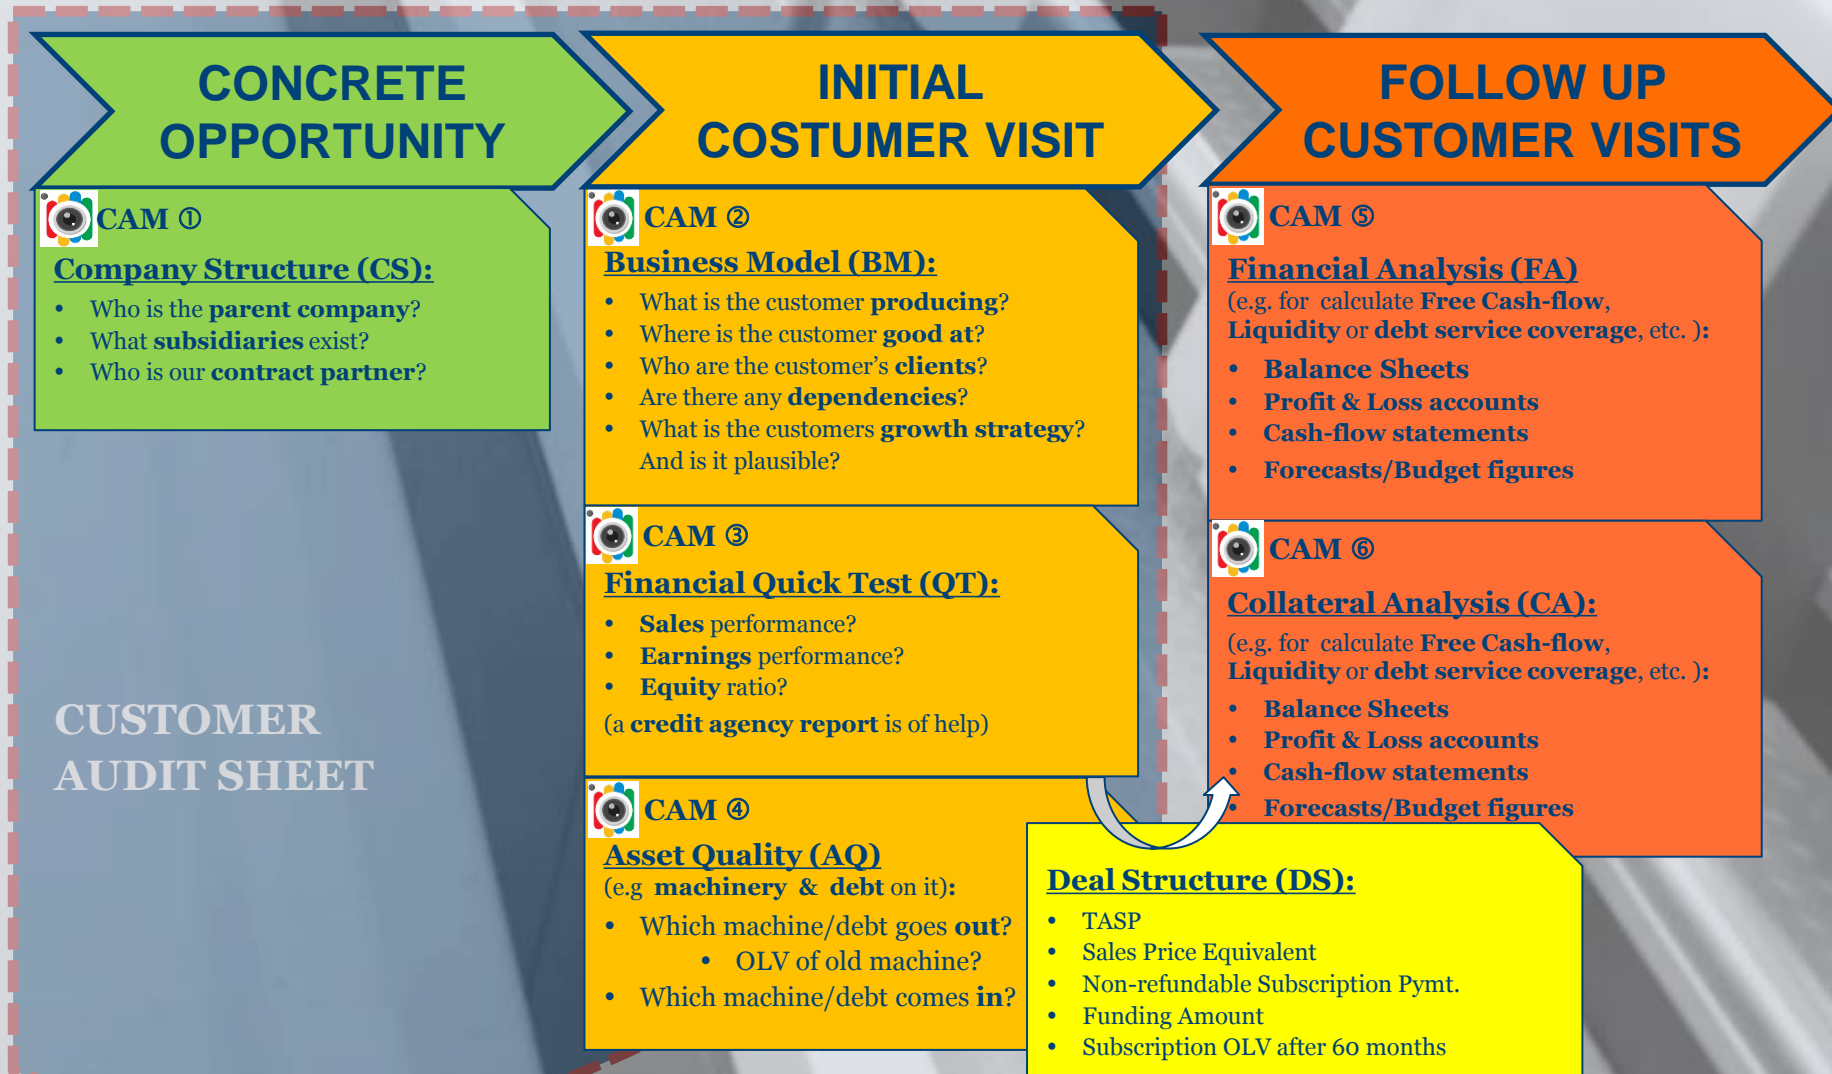 CONCRETE
OPPORTUNITY
CAM ①
Company Structure (CS):
• Who is the parent company?
• What subsidiaries exist?
• Who is our contract partner?
CUSTOMER
AUDIT SHEET
INITIAL
COSTUMER VISIT
CAM ②
Business Model (BM):
• What is the customer producing?
• Where is the customer good at?
• Who are the customer’s clients?
• Are there any dependencies?
• What is the customers growth strategy?
And is it plausible?
CAM ③
Financial Quick Test (QT):
• Sales performance?
• Earnings performance?
• Equity ratio?
(a credit agency report is of help)
CAM ④
Asset Quality (AQ)
(e.g machinery & debt on it):
• Which machine/debt goes out?
• OLV of old machine?
• Which machine/debt comes in?
FOLLOW UP
CUSTOMER VISITS
CAM ⑤
Financial Analysis (FA)
(e.g. for calculate Free Cash-flow,
Liquidity or debt service coverage, etc. ):
• Balance Sheets
• Profit & Loss accounts
• Cash-flow statements
• Forecasts/Budget figures
CAM ⑥
Collateral Analysis (CA):
(e.g. for calculate Free Cash-flow,
Liquidity or debt service coverage, etc. ):
• Balance Sheets
• Profit & Loss accounts
• Cash-flow statements
• Forecasts/Budget figures
Deal Structure (DS):
• TASP
• Sales Price Equivalent
• Non-refundable Subscription Pymt.
• Funding Amount
• Subscription OLV after 60 months